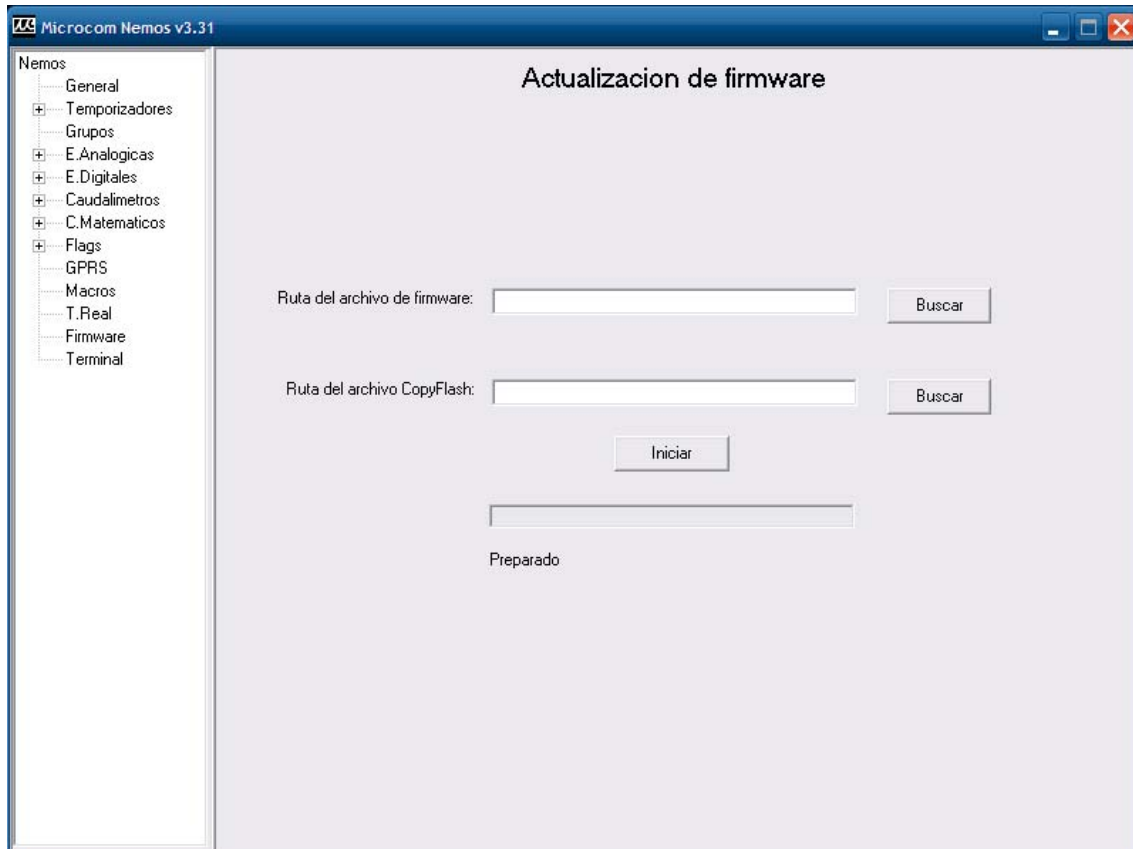 Microcom Nemos v3.31
Nemos
General
Temporizadores
Grupos
E.Analogicas
E.Digitales
Caudalimetros
C.Matematicos
Flags
GPRS
Macros
T.Real
Firmware
Terminal
Actualizacion de firmware
Ruta del archivo de firmware:
Buscar
Ruta del archivo CopyFlash:
Buscar
Iniciar
Preparado